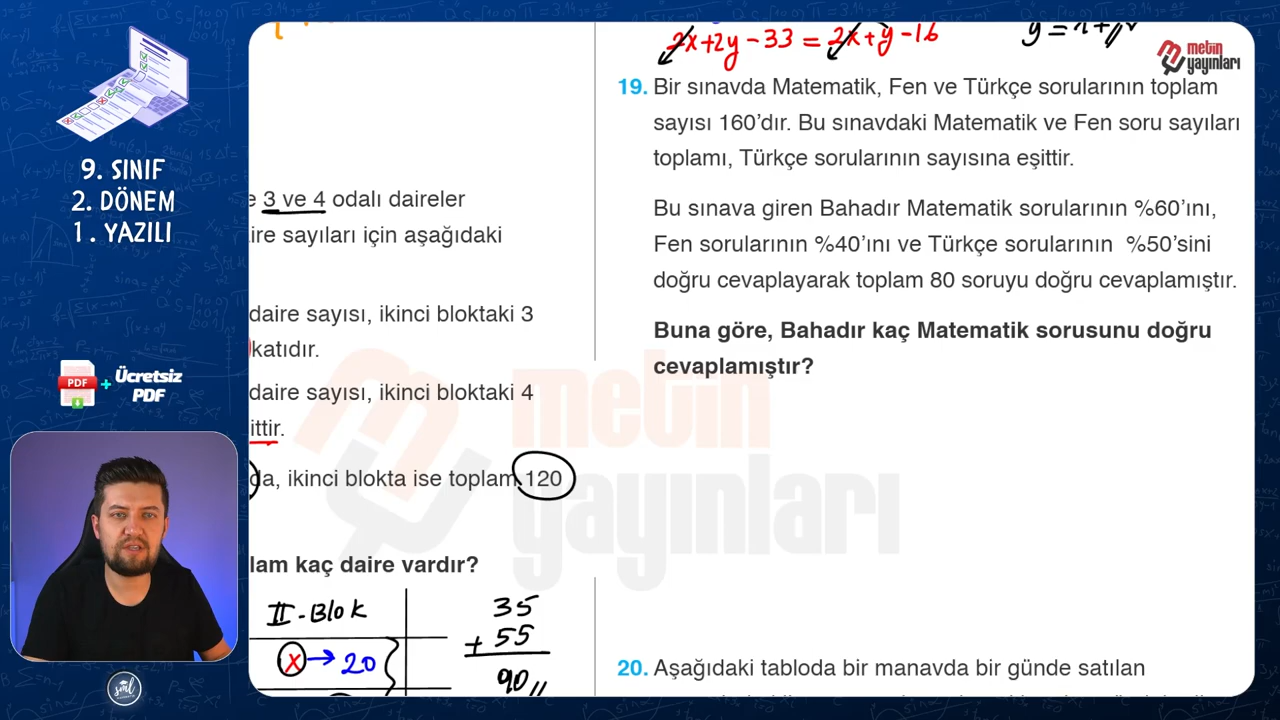 9. SINIF
2. DÖNEM
1. YAZILI
PDF
+ Ücretsiz
PDF
sml
e 3 ve 4 odalı daireler
ire sayıları için aşağıdaki
daire sayısı, ikinci bloktaki 3
katıdır.
daire sayısı, ikinci bloktaki 4
ittir.
da, ikinci blokta ise toplam 120
lam kaç daire vardır?
II-Blok
x → 20
35
+ 55
90
2x+2y-33 = 2x+y-16
metin
yayınları
19. Bir sınavda Matematik, Fen ve Türkçe sorularının toplam
sayısı 160’dır. Bu sınavdaki Matematik ve Fen soru sayıları
toplamı, Türkçe sorularının sayısına eşittir.
Bu sınava giren Bahadır Matematik sorularının %60’ını,
Fen sorularının %40’ını ve Türkçe sorularının %50’sini
doğru cevaplayarak toplam 80 soruyu doğru cevaplamıştır.
Buna göre, Bahadır kaç Matematik sorusunu doğru
cevaplamıştır?
metin
yayınları
20. Aşağıdaki tabloda bir manavda bir günde satılan